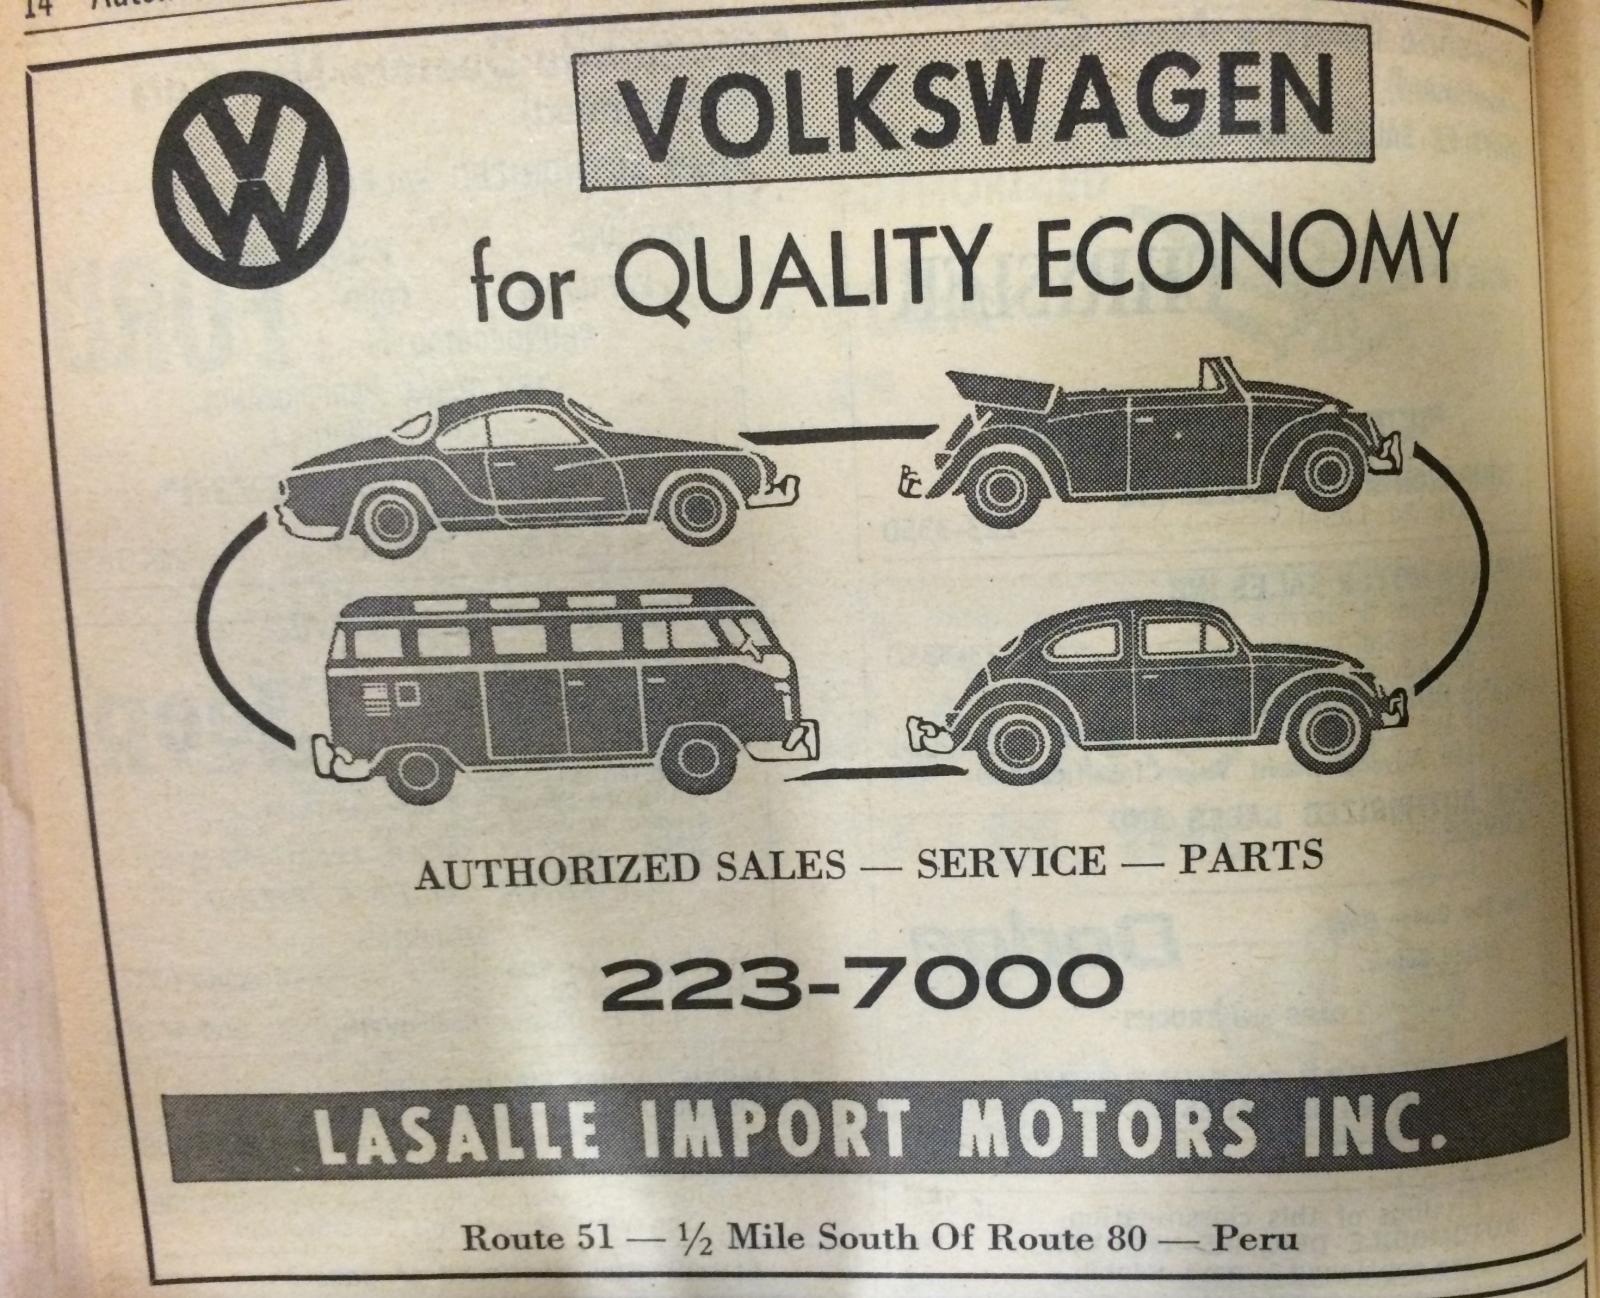 14
VW
VOLKSWAGEN
for QUALITY ECONOMY
AUTHORIZED SALES — SERVICE — PARTS
223-7000
LASALLE IMPORT MOTORS INC.
Route 51 — ½ Mile South Of Route 80 — Peru